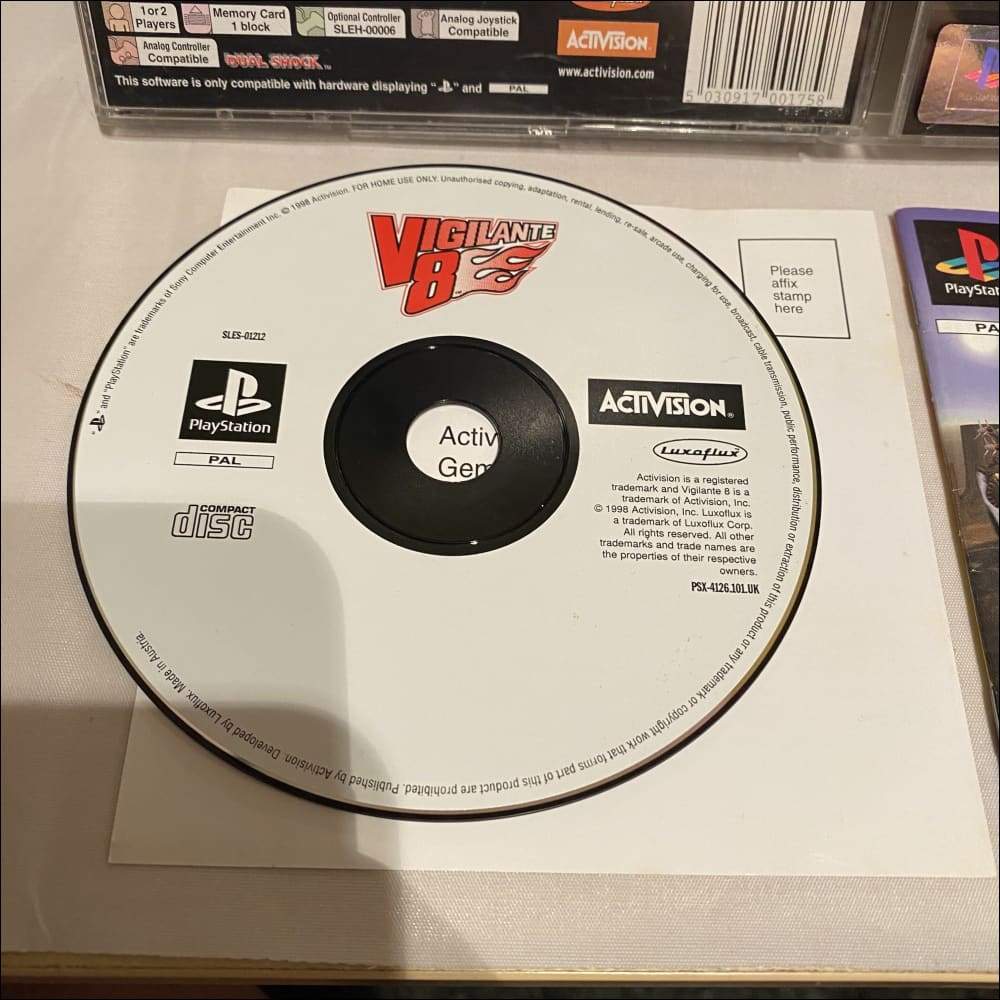 1 or 2
Players
Memory Card
1 block
Optional Controller
SLEH-00006
Analog Joystick
Compatible
Analog Controller
Compatible
DUAL SHOCK™
This software is only compatible with hardware displaying " " and PAL
ACTIVISION
www.activision.com
5 030917 001758
" " and "PlayStation" are trademarks of Sony Computer Entertainment Inc. © 1998 Activision. FOR HOME USE ONLY. Unauthorised copying, adaptation, rental, lending, re-sale, arcade use, charging for use, broadcast, cable transmission, public performance, distribution or extraction of this product or any trademark or copyright work that forms part of this product are prohibited. Published by Activision. Developed by Luxoflux. Made in Austria.
VIGILANTE
8™
SLES-01212
PlayStation
PAL
COMPACT
disc
Activ
Gem
ACTIVISION®
Luxoflux
Activision is a registered
trademark and Vigilante 8 is a
trademark of Activision, Inc.
© 1998 Activision, Inc. Luxoflux is
a trademark of Luxoflux Corp.
All rights reserved. All other
trademarks and trade names are
the properties of their respective
owners.
PSX-4126.101.UK
Please
affix
stamp
here
PlayStat
PA